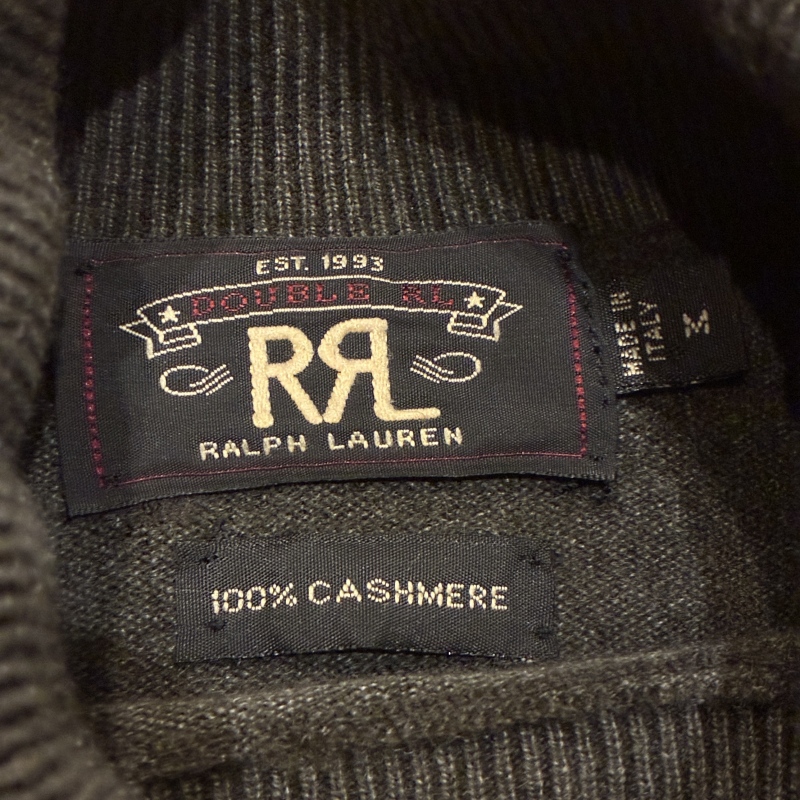 EST. 1993
DOUBLE RL
RRL
RALPH LAUREN
MADE IN
ITALY
M
100% CASHMERE